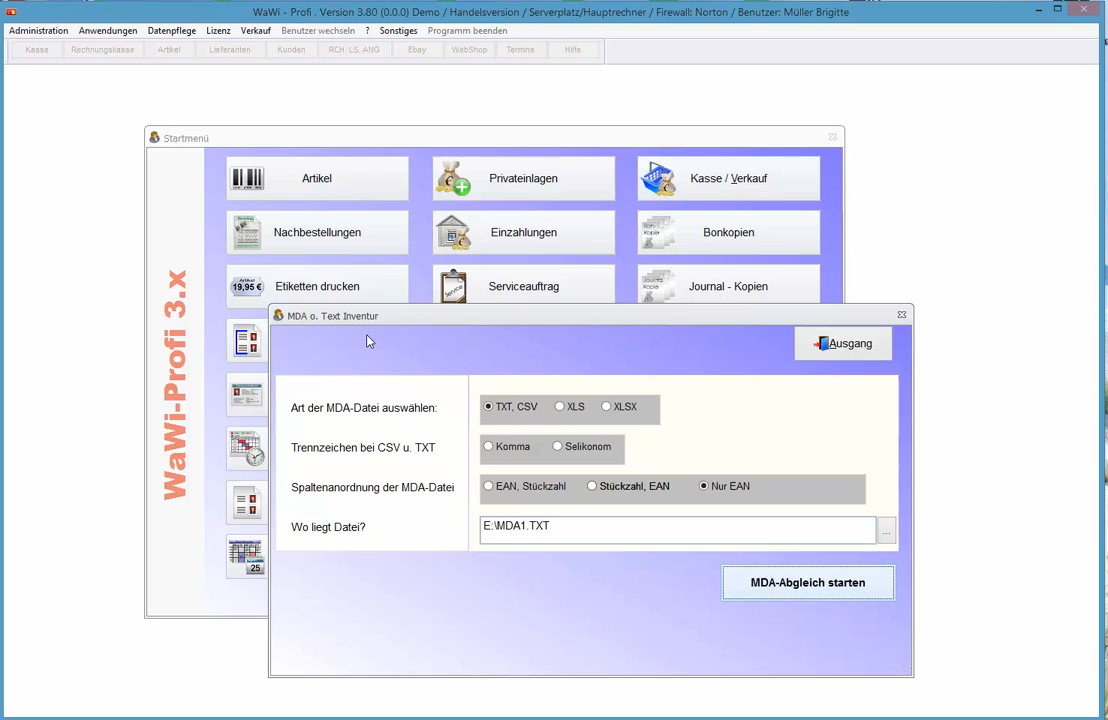 WaWi - Profi , Version 3.80 (0.0.0) Demo / Handelsversion / Serverplatz/Hauptrechner / Firewall: Norton / Benutzer: Müller Brigitte
Administration Anwendungen Datenpflege Lizenz Verkauf Benutzer wechseln ? Sonstiges Programm beenden
Kasse Rechnungskasse Artikel Lieferanten Kunden RCH. LS, ANG Ebay WebShop Termine Hilfe
Startmenü
Artikel Privateinlagen Kasse / Verkauf
Nachbestellungen Einzahlungen Bonkopien
Artikel
19,95 € Etiketten drucken Service Serviceauftrag Journal - Kopien
WaWi-Profi 3.x
MDA o. Text Inventur
Ausgang
Art der MDA-Datei auswählen: TXT, CSV XLS XLSX
Trennzeichen bei CSV u. TXT Komma Selikonom
Spaltenanordnung der MDA-Datei EAN, Stückzahl Stückzahl, EAN Nur EAN
Wo liegt Datei? E:\MDA1.TXT ...
25
MDA-Abgleich starten